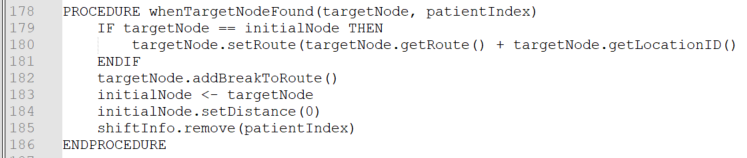 178 PROCEDURE whenTargetNodeFound(targetNode, patientIndex)
179     IF targetNode == initialNode THEN
180         targetNode.setRoute(targetNode.getRoute() + targetNode.getLocationID()
181     ENDIF
182     targetNode.addBreakToRoute()
183     initialNode <- targetNode
184     initialNode.setDistance(0)
185     shiftInfo.remove(patientIndex)
186 ENDPROCEDURE